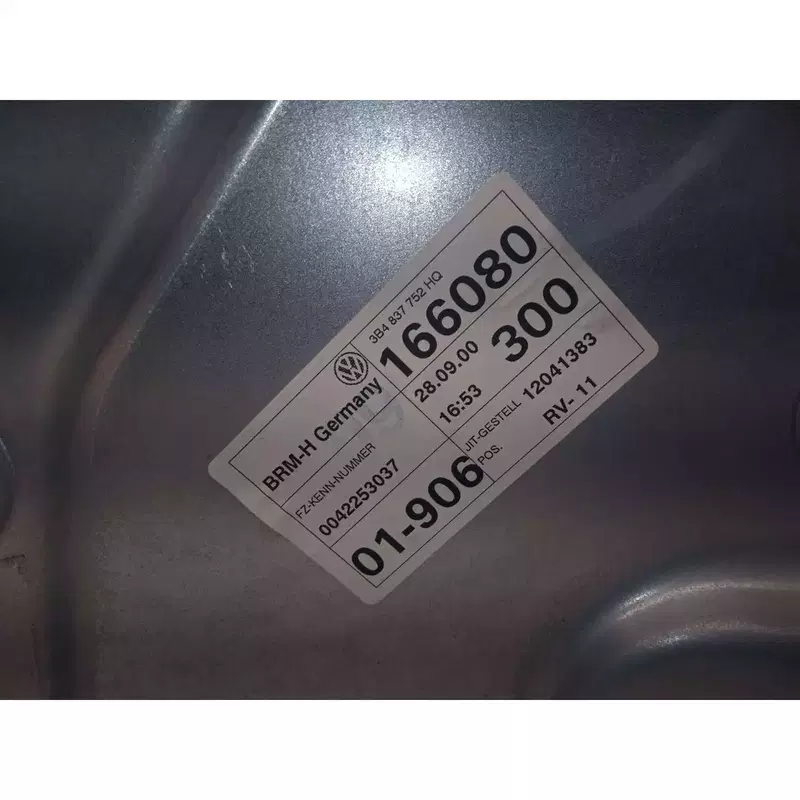 3B4 837 752 HQ
BRM-H Germany
166080
28.09.00
16:53
300
FZ-KENN-NUMMER
0042253037
01-906
JIT-GESTELL 12041383
POS.
RV- 11